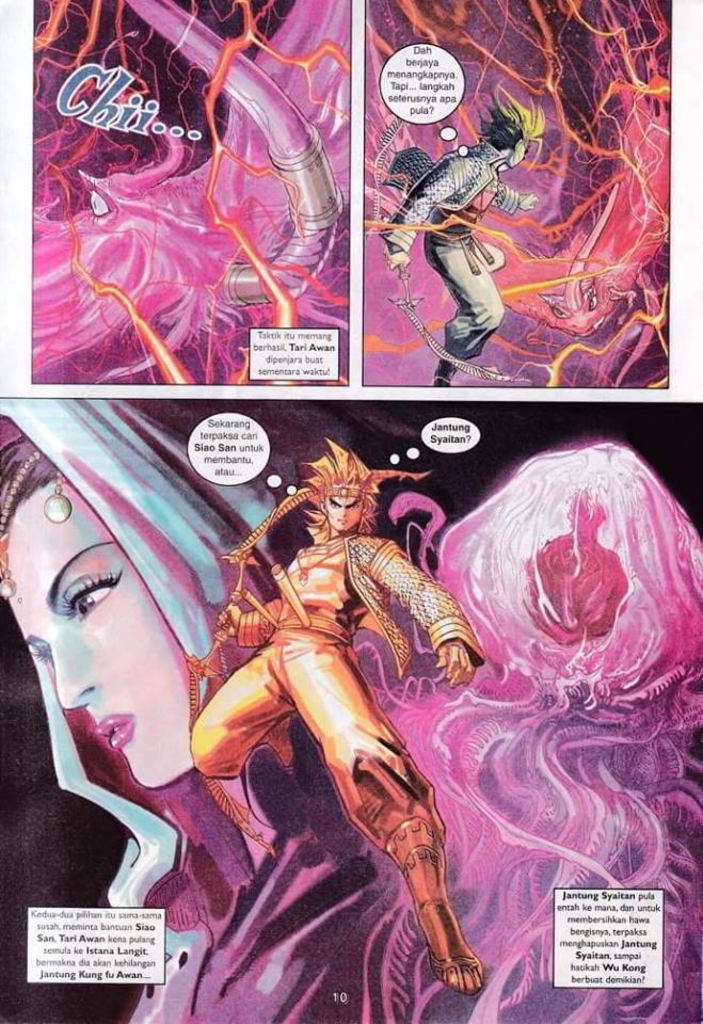 Chii...
Taktik itu memang
berhasil, Tari Awan
dipenjara buat
sementara waktu!
Dah
berjaya
menangkapnya.
Tapi... langkah
seterusnya apa
pula?
Sekarang
terpaksa cari
Siao San untuk
membantu,
atau...
Jantung
Syaitan?
Kedua-dua pilihan itu sama-sama
susah, meminta bantuan Siao
San, Tari Awan kena pulang
semula ke Istana Langit,
bermakna dia akan kehilangan
Jantung Kung fu Awan....
Jantung Syaitan pula
entah ke mana, dan untuk
membersihkan hawa
bengisnya, terpaksa
menghapuskan Jantung
Syaitan, sampai
hatikah Wu Kong
berbuat demikian?
10